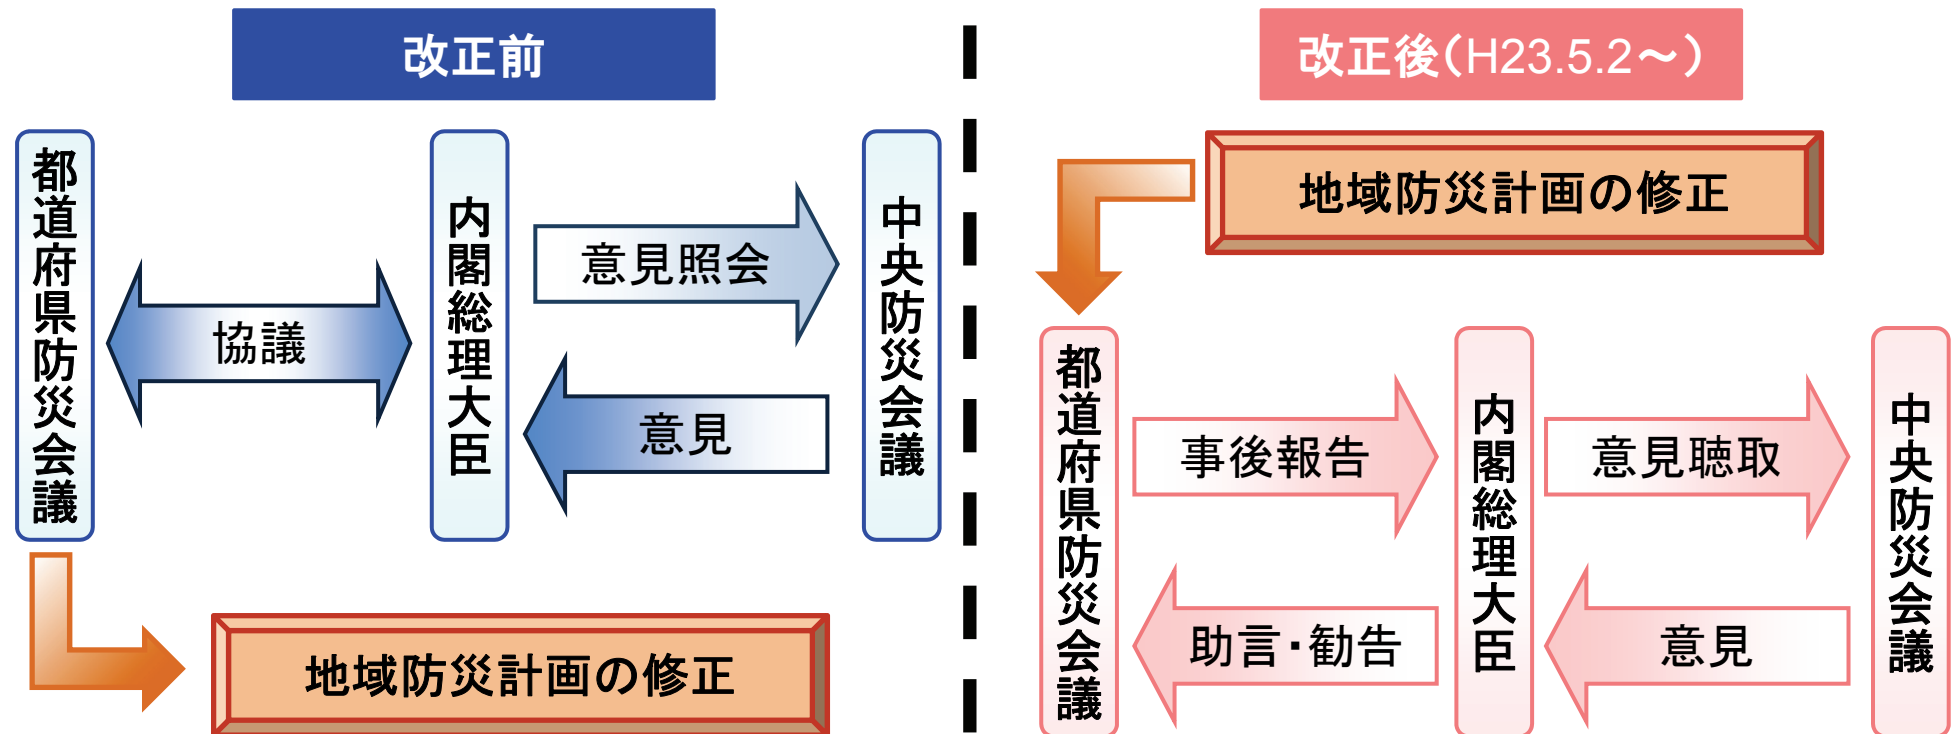 改正前
都道府県防災会議
協議
内閣総理大臣
意見照会
意見
中央防災会議
地域防災計画の修正
改正後(H23.5.2～)
地域防災計画の修正
都道府県防災会議
事後報告
助言・勧告
内閣総理大臣
意見聴取
意見
中央防災会議